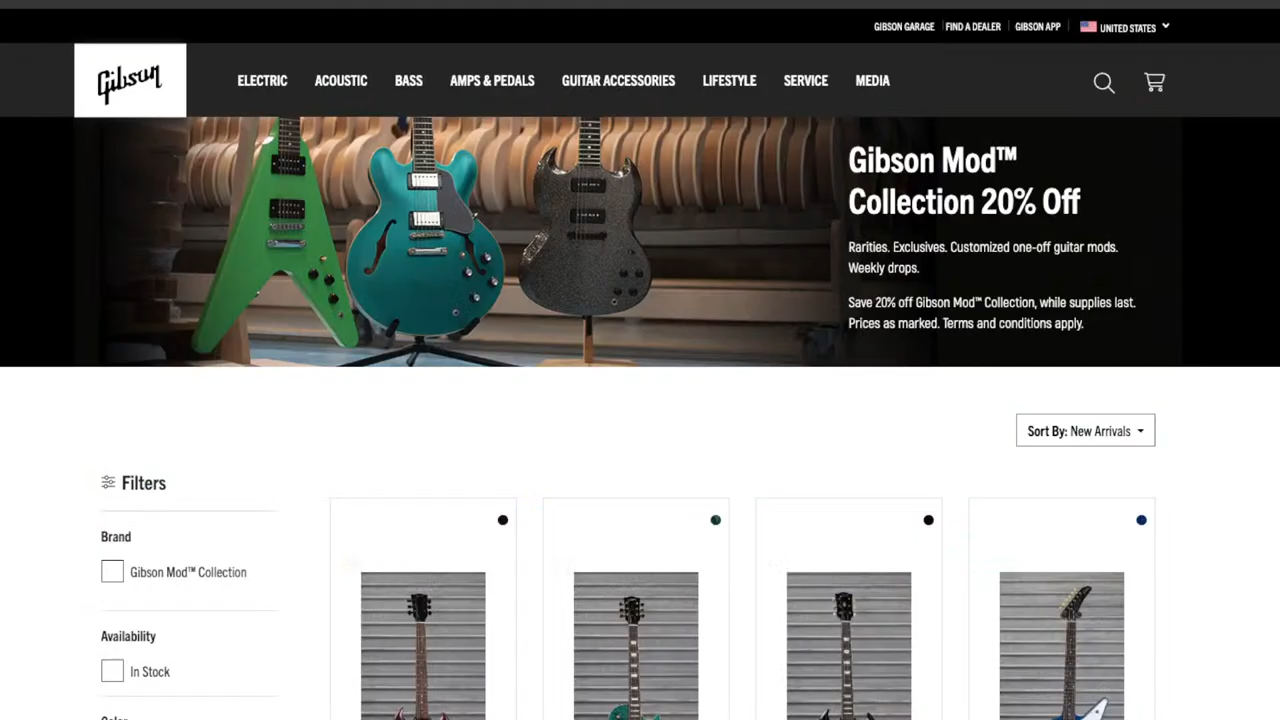 GIBSON GARAGE FIND A DEALER GIBSON APP UNITED STATES
Gibson
ELECTRIC ACOUSTIC BASS AMPS & PEDALS GUITAR ACCESSORIES LIFESTYLE SERVICE MEDIA
Gibson Mod™
Collection 20% Off
Rarities. Exclusives. Customized one-off guitar mods.
Weekly drops.
Save 20% off Gibson Mod™ Collection, while supplies last.
Prices as marked. Terms and conditions apply.
Sort By: New Arrivals
Filters
Brand
Gibson Mod™ Collection
Availability
In Stock